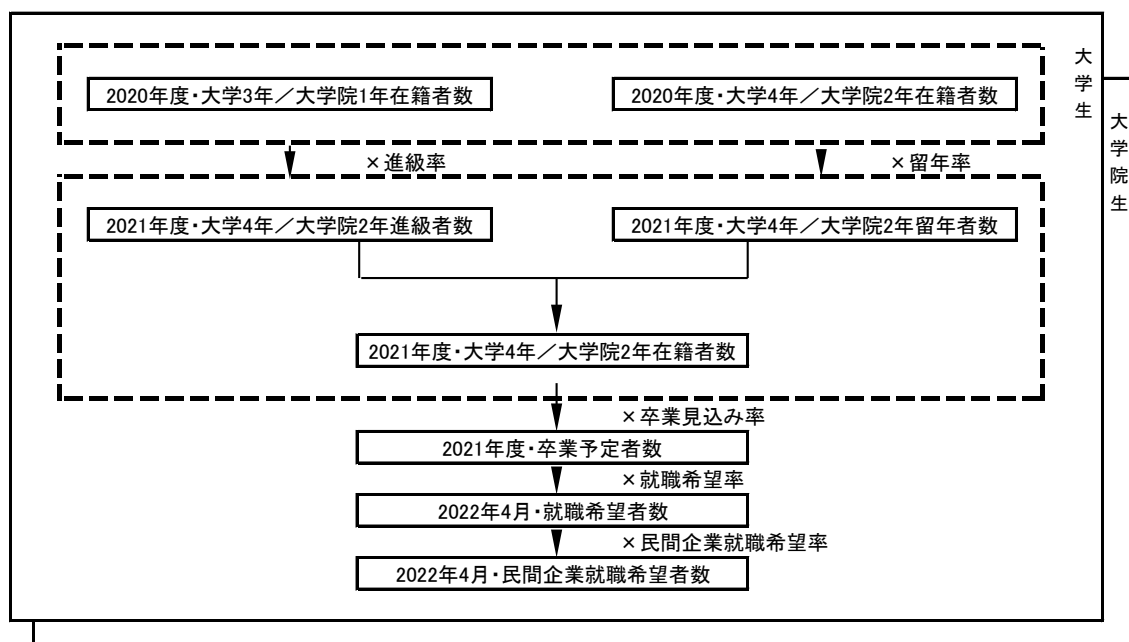 2020年度・大学3年／大学院1年在籍者数
2020年度・大学4年／大学院2年在籍者数
大学生
大学院生
×進級率
×留年率
2021年度・大学4年／大学院2年進級者数
2021年度・大学4年／大学院2年留年者数
2021年度・大学4年／大学院2年在籍者数
×卒業見込み率
2021年度・卒業予定者数
×就職希望率
2022年4月・就職希望者数
×民間企業就職希望率
2022年4月・民間企業就職希望者数